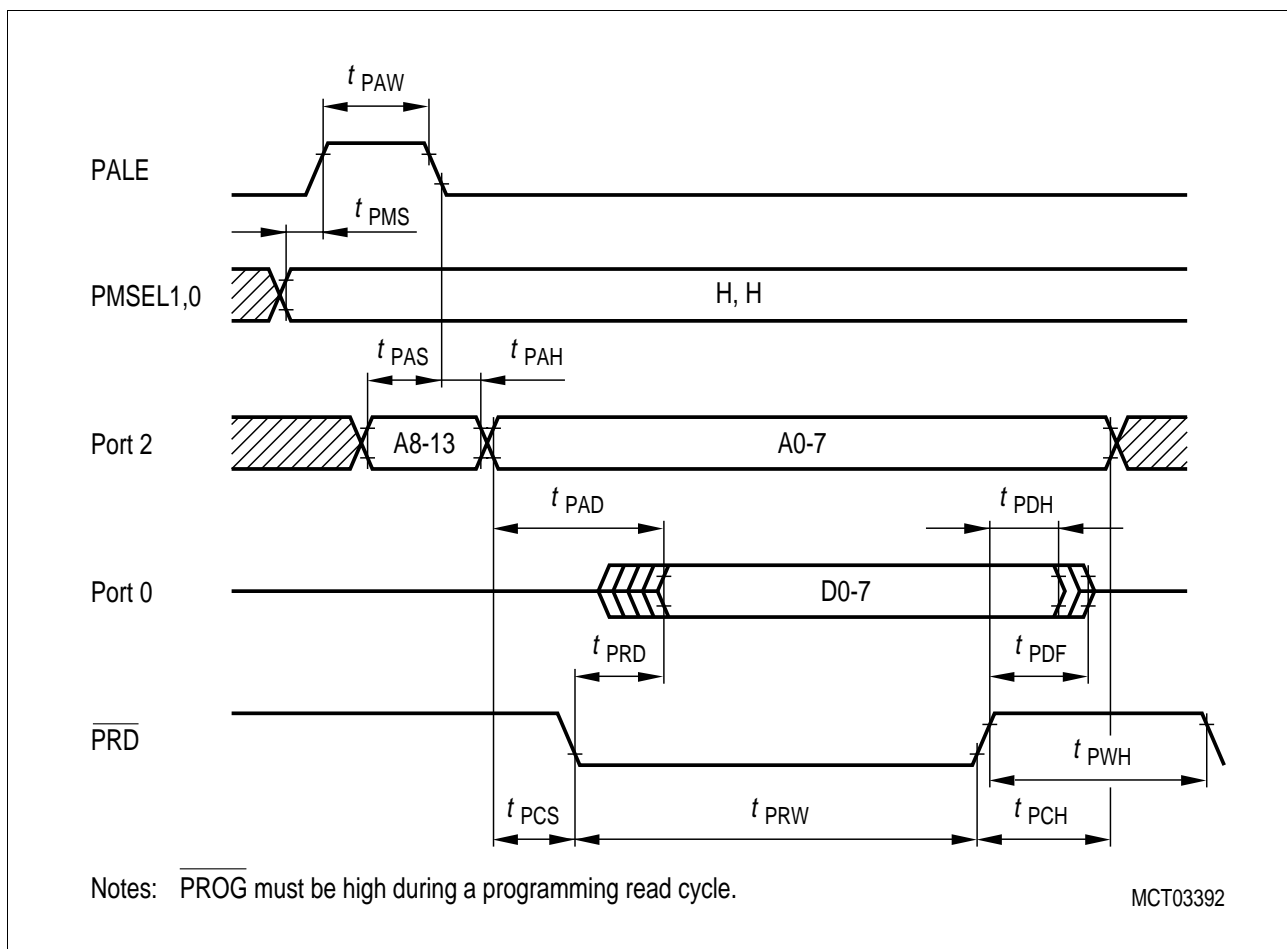 t PAW
PALE
t PMS
PMSEL1,0
H, H
t PAS
t PAH
Port 2
A8-13
A0-7
t PAD
t PDH
Port 0
D0-7
t PRD
t PDF
PRD
t PWH
t PCS
t PRW
t PCH
Notes: PROG must be high during a programming read cycle.
MCT03392